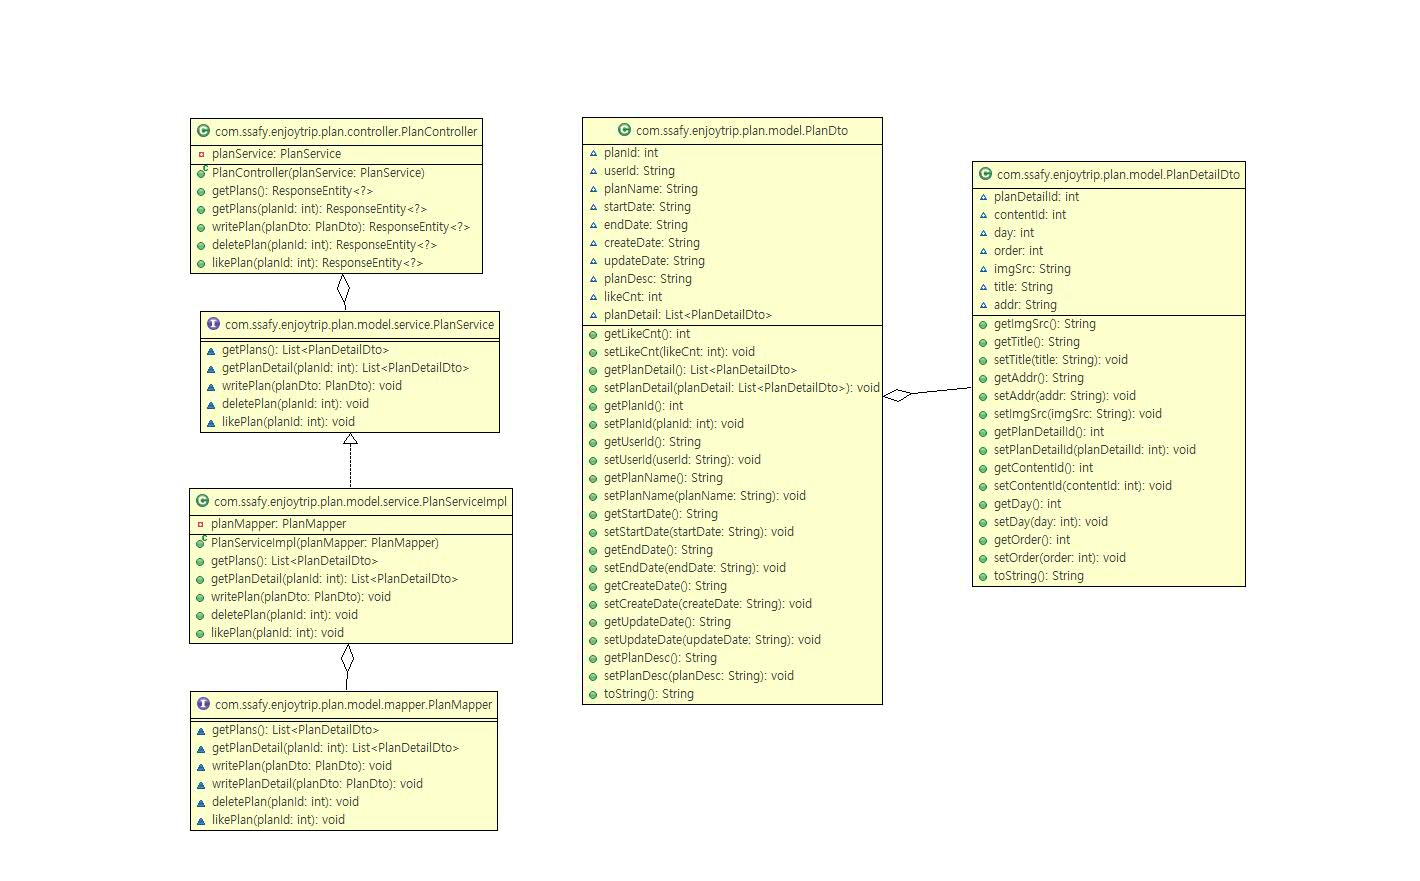 com.ssafy.enjoytrip.plan.controller.PlanController
planService: PlanService
PlanController(planService: PlanService)
getPlans(): ResponseEntity<?>
getPlans(planId: int): ResponseEntity<?>
writePlan(planDto: PlanDto): ResponseEntity<?>
deletePlan(planId: int): ResponseEntity<?>
likePlan(planId: int): ResponseEntity<?>
com.ssafy.enjoytrip.plan.model.service.PlanService
getPlans(): List<PlanDetailDto>
getPlanDetail(planId: int): List<PlanDetailDto>
writePlan(planDto: PlanDto): void
deletePlan(planId: int): void
likePlan(planId: int): void
com.ssafy.enjoytrip.plan.model.service.PlanServiceImpl
planMapper: PlanMapper
PlanServiceImpl(planMapper: PlanMapper)
getPlans(): List<PlanDetailDto>
getPlanDetail(planId: int): List<PlanDetailDto>
writePlan(planDto: PlanDto): void
deletePlan(planId: int): void
likePlan(planId: int): void
com.ssafy.enjoytrip.plan.model.mapper.PlanMapper
getPlans(): List<PlanDetailDto>
getPlanDetail(planId: int): List<PlanDetailDto>
writePlan(planDto: PlanDto): void
writePlanDetail(planDto: PlanDto): void
deletePlan(planId: int): void
likePlan(planId: int): void
com.ssafy.enjoytrip.plan.model.PlanDto
planId: int
userId: String
planName: String
startDate: String
endDate: String
createDate: String
updateDate: String
planDesc: String
likeCnt: int
planDetail: List<PlanDetailDto>
getLikeCnt(): int
setLikeCnt(likeCnt: int): void
getPlanDetail(): List<PlanDetailDto>
setPlanDetail(planDetail: List<PlanDetailDto>): void
getPlanId(): int
setPlanId(planId: int): void
getUserId(): String
setUserId(userId: String): void
getPlanName(): String
setPlanName(planName: String): void
getStartDate(): String
setStartDate(startDate: String): void
getEndDate(): String
setEndDate(endDate: String): void
getCreateDate(): String
setCreateDate(createDate: String): void
getUpdateDate(): String
setUpdateDate(updateDate: String): void
getPlanDesc(): String
setPlanDesc(planDesc: String): void
toString(): String
com.ssafy.enjoytrip.plan.model.PlanDetailDto
planDetailId: int
contentId: int
day: int
order: int
imgSrc: String
title: String
addr: String
getImgSrc(): String
getTitle(): String
setTitle(title: String): void
getAddr(): String
setAddr(addr: String): void
setImgSrc(imgSrc: String): void
getPlanDetailId(): int
setPlanDetailId(planDetailId: int): void
getContentId(): int
setContentId(contentId: int): void
getDay(): int
setDay(day: int): void
getOrder(): int
setOrder(order: int): void
toString(): String